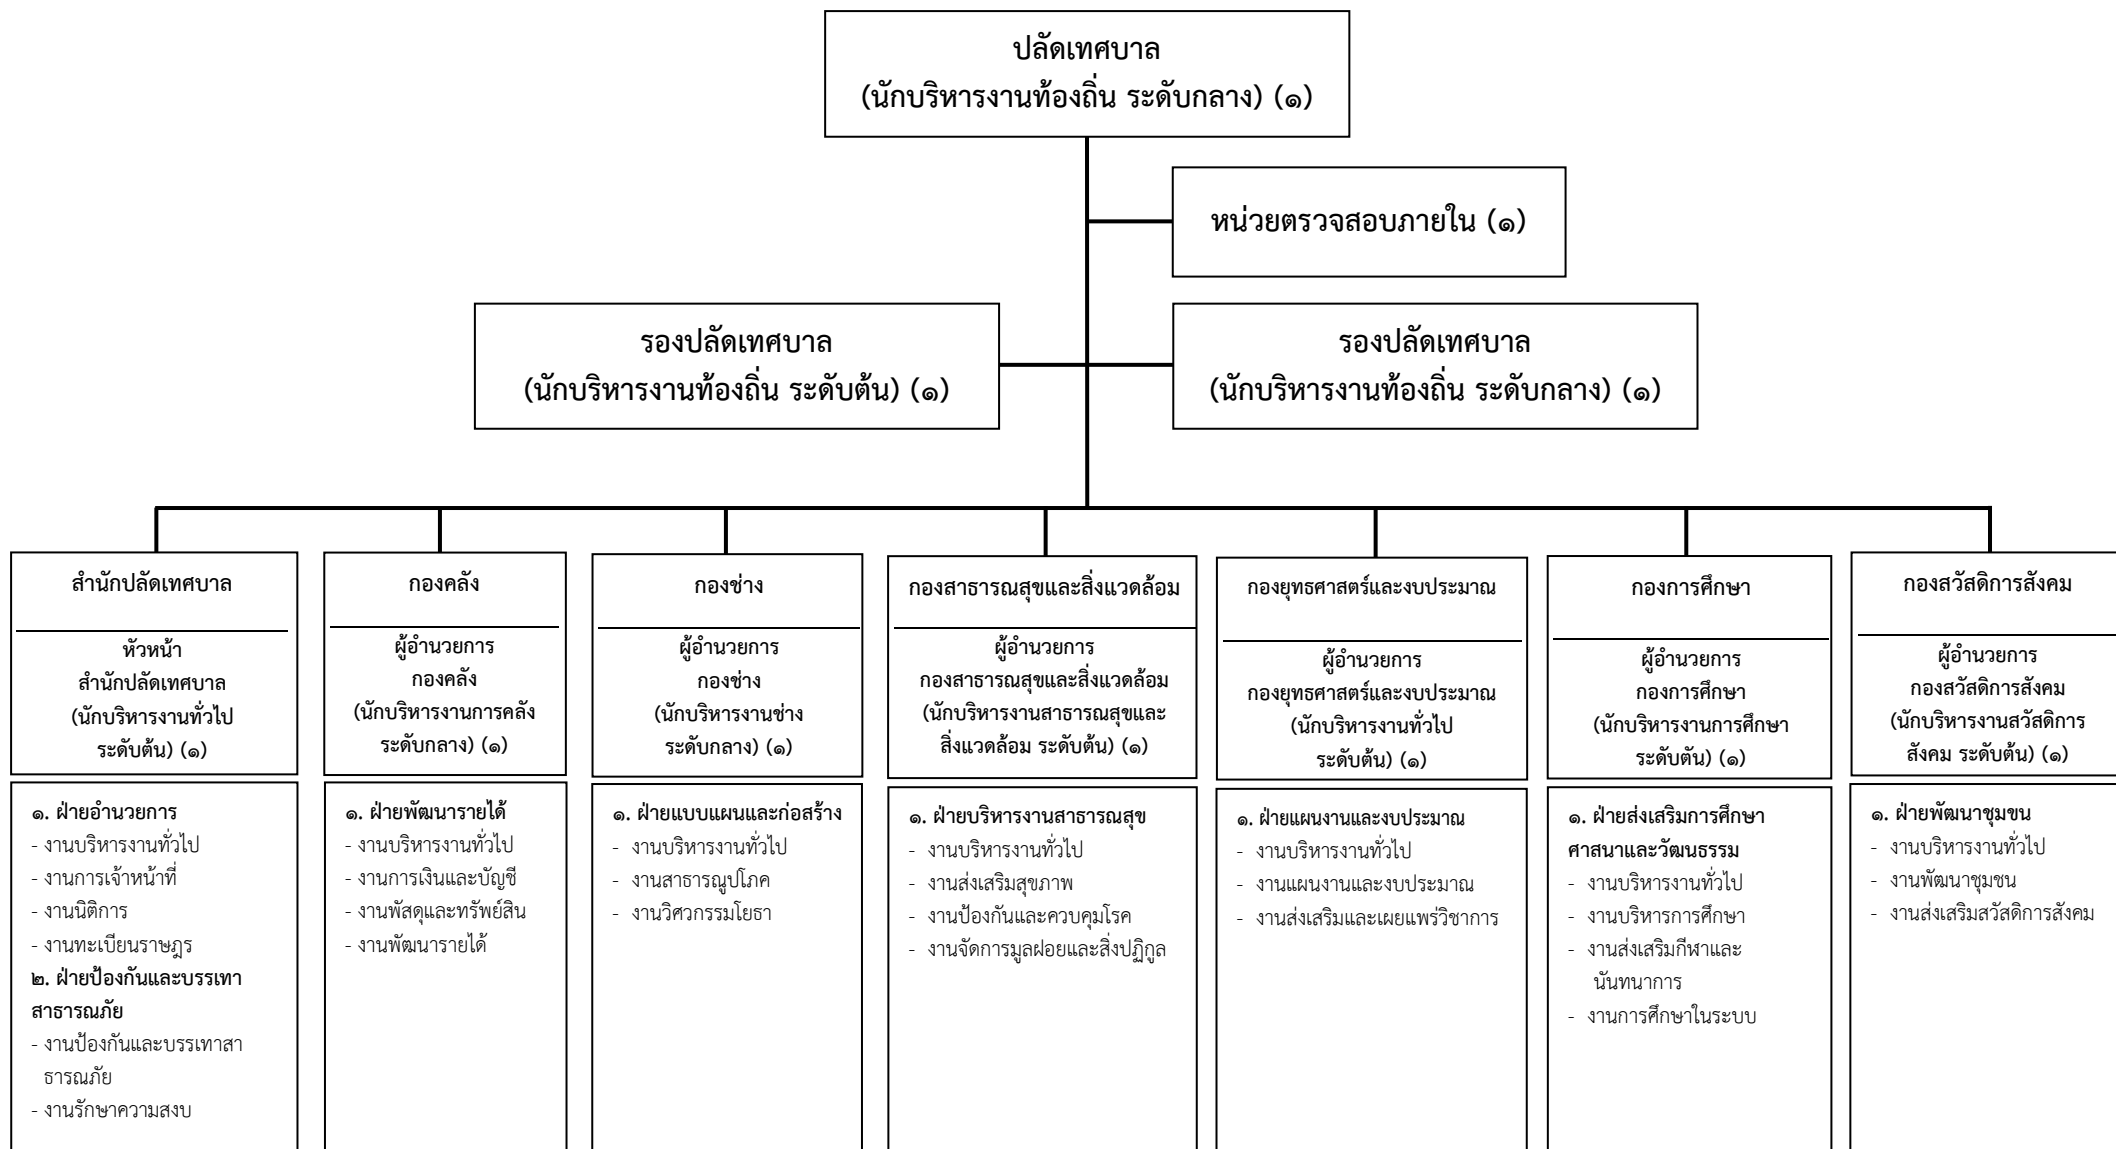 ปลัดเทศบาล
(นักบริหารงานท้องถิ่น ระดับกลาง) (๑)
หน่วยตรวจสอบภายใน (๑)
รองปลัดเทศบาล
(นักบริหารงานท้องถิ่น ระดับต้น) (๑)
รองปลัดเทศบาล
(นักบริหารงานท้องถิ่น ระดับกลาง) (๑)
สำนักปลัดเทศบาล
หัวหน้า
สำนักปลัดเทศบาล
(นักบริหารงานทั่วไป
ระดับต้น) (๑)
๑. ฝ่ายอำนวยการ
- งานบริหารงานทั่วไป
- งานการเจ้าหน้าที่
- งานนิติการ
- งานทะเบียนราษฎร
๒. ฝ่ายป้องกันและบรรเทา
สาธารณภัย
- งานป้องกันและบรรเทาสา
ธารณภัย
- งานรักษาความสงบ
กองคลัง
ผู้อำนวยการ
กองคลัง
(นักบริหารงานการคลัง
ระดับกลาง) (๑)
๑. ฝ่ายพัฒนารายได้
- งานบริหารงานทั่วไป
- งานการเงินและบัญชี
- งานพัสดุและทรัพย์สิน
- งานพัฒนารายได้
กองช่าง
ผู้อำนวยการ
กองช่าง
(นักบริหารงานช่าง
ระดับกลาง) (๑)
๑. ฝ่ายแบบแผนและก่อสร้าง
- งานบริหารงานทั่วไป
- งานสาธารณูปโภค
- งานวิศวกรรมโยธา
กองสาธารณสุขและสิ่งแวดล้อม
ผู้อำนวยการ
กองสาธารณสุขและสิ่งแวดล้อม
(นักบริหารงานสาธารณสุขและ
สิ่งแวดล้อม ระดับต้น) (๑)
๑. ฝ่ายบริหารงานสาธารณสุข
- งานบริหารงานทั่วไป
- งานส่งเสริมสุขภาพ
- งานป้องกันและควบคุมโรค
- งานจัดการมูลฝอยและสิ่งปฏิกูล
กองยุทธศาสตร์และงบประมาณ
ผู้อำนวยการ
กองยุทธศาสตร์และงบประมาณ
(นักบริหารงานทั่วไป
ระดับต้น) (๑)
๑. ฝ่ายแผนงานและงบประมาณ
- งานบริหารงานทั่วไป
- งานแผนงานและงบประมาณ
- งานส่งเสริมและเผยแพร่วิชาการ
กองการศึกษา
ผู้อำนวยการ
กองการศึกษา
(นักบริหารงานการศึกษา
ระดับตัน) (๑)
๑. ฝ่ายส่งเสริมการศึกษา
ศาสนาและวัฒนธรรม
- งานบริหารงานทั่วไป
- งานบริหารการศึกษา
- งานส่งเสริมกีฬาและ
นันทนาการ
- งานการศึกษาในระบบ
กองสวัสดิการสังคม
ผู้อำนวยการ
กองสวัสดิการสังคม
(นักบริหารงานสวัสดิการ
สังคม ระดับต้น) (๑)
๑. ฝ่ายพัฒนาชุมขน
- งานบริหารงานทั่วไป
- งานพัฒนาชุมชน
- งานส่งเสริมสวัสดิการสังคม